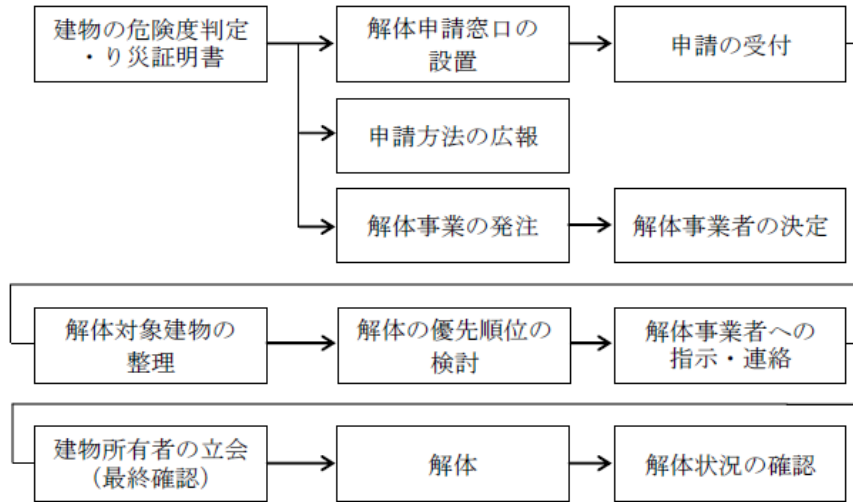 建物の危険度判定
・り災証明書
解体申請窓口の
設置
申請の受付
申請方法の広報
解体事業の発注
解体事業者の決定
解体対象建物の
整理
解体の優先順位の
検討
解体事業者への
指示・連絡
建物所有者の立会
（最終確認）
解体
解体状況の確認